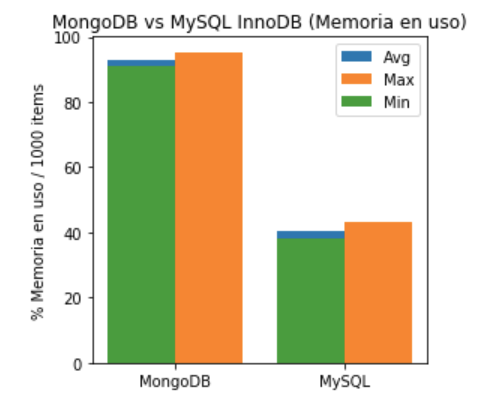 MongoDB vs MySQL InnoDB (Memoria en uso)
% Memoria en uso / 1000 items
100
80
60
40
20
0
Avg
Max
Min
MongoDB
MySQL